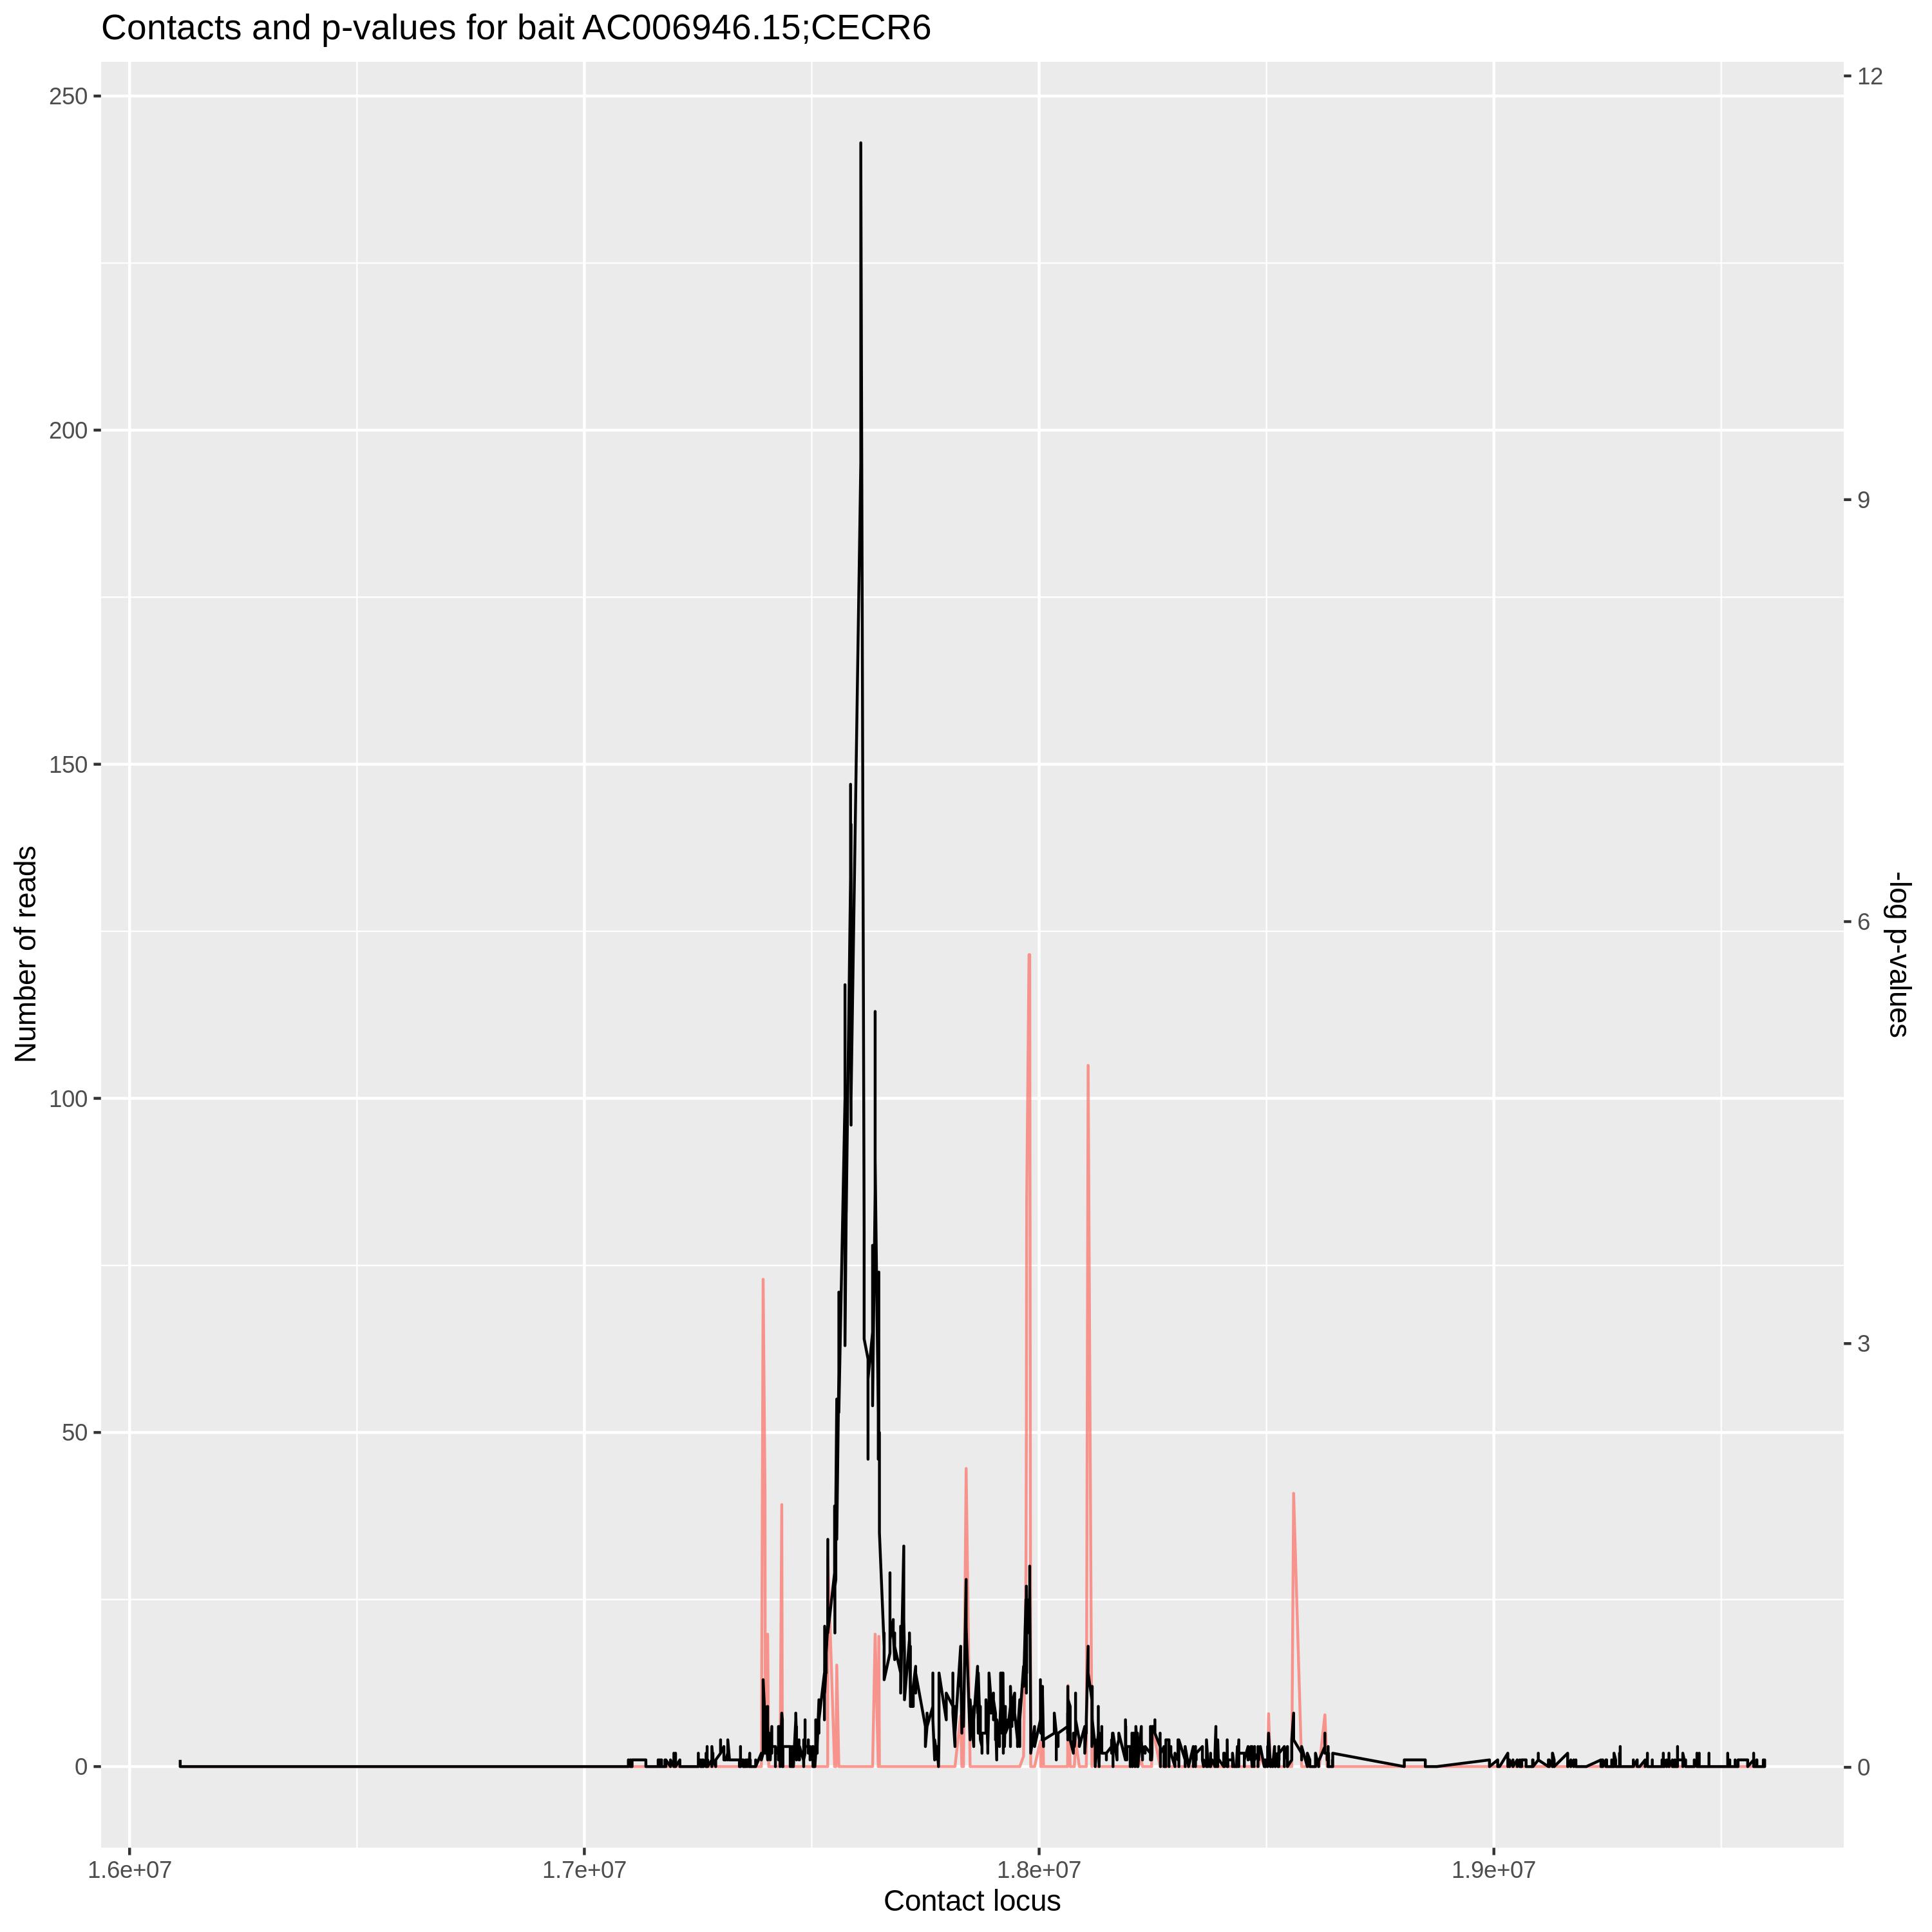 Contacts and p-values for bait AC006946.15;CECR6
250
200
150
100
50
0
Number of reads
12
9
6
3
0
-log p-values
1.6e+07
1.7e+07
1.8e+07
1.9e+07
Contact locus